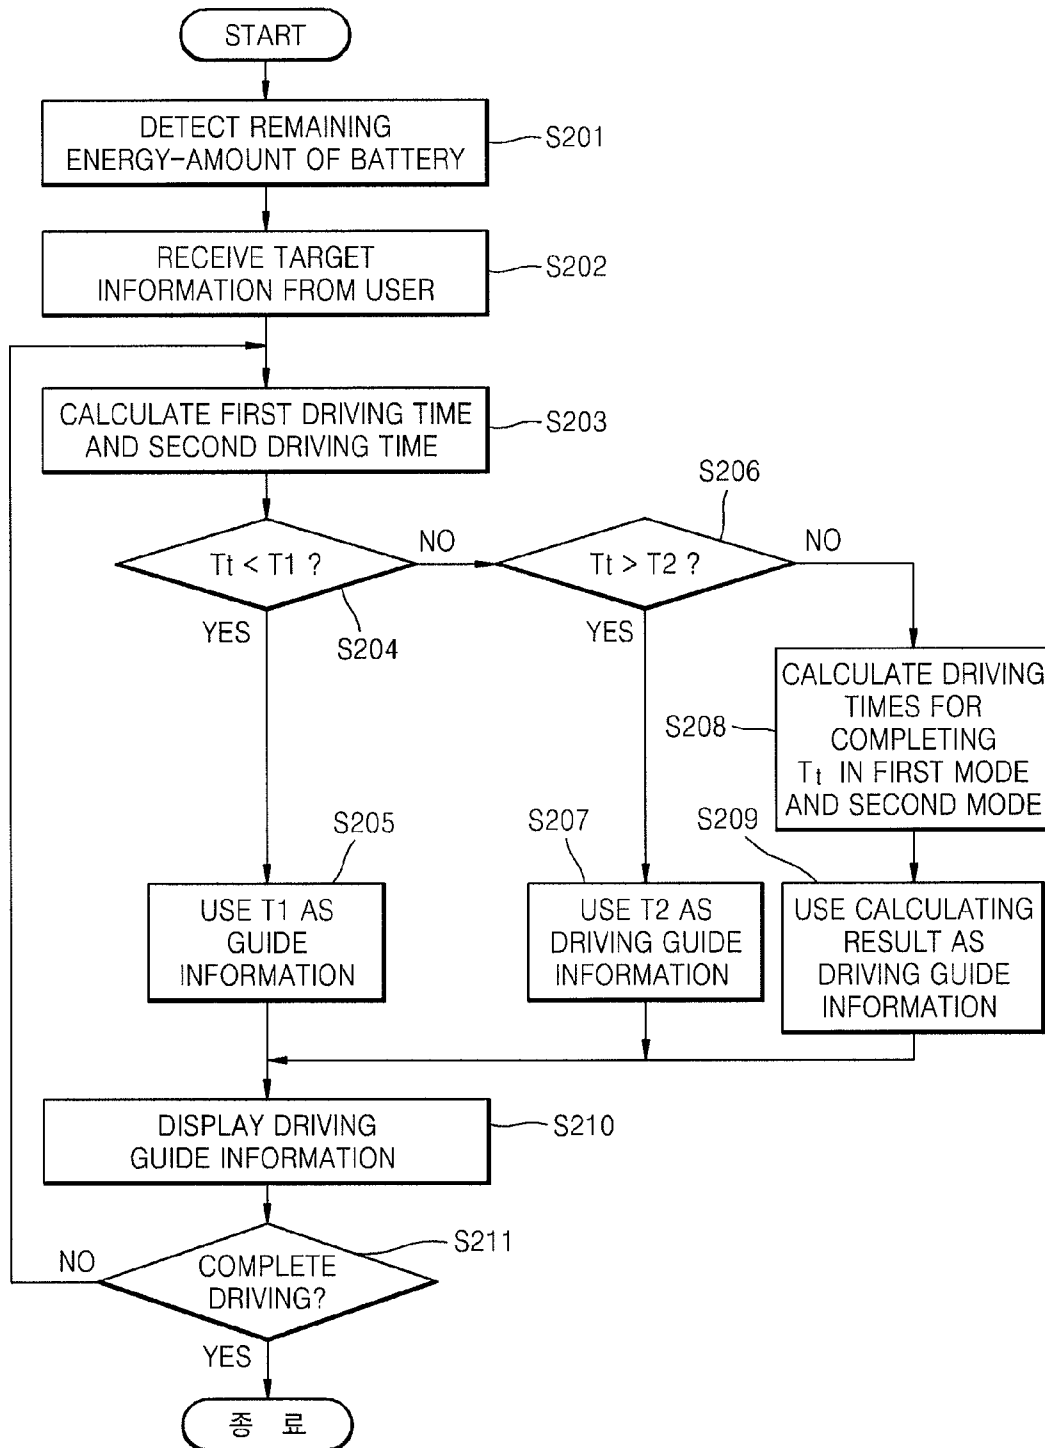 START
DETECT REMAINING
ENERGY-AMOUNT OF BATTERY
S201
RECEIVE TARGET
INFORMATION FROM USER
S202
CALCULATE FIRST DRIVING TIME
AND SECOND DRIVING TIME
S203
Tt < T1 ?
NO
YES
S204
S206
Tt > T2 ?
NO
YES
S208
CALCULATE DRIVING
TIMES FOR
COMPLETING
Tt IN FIRST MODE
AND SECOND MODE
S205
USE T1 AS
GUIDE
INFORMATION
S207
USE T2 AS
DRIVING GUIDE
INFORMATION
S209
USE CALCULATING
RESULT AS
DRIVING GUIDE
INFORMATION
DISPLAY DRIVING
GUIDE INFORMATION
S210
S211
NO
COMPLETE
DRIVING?
YES
종 료